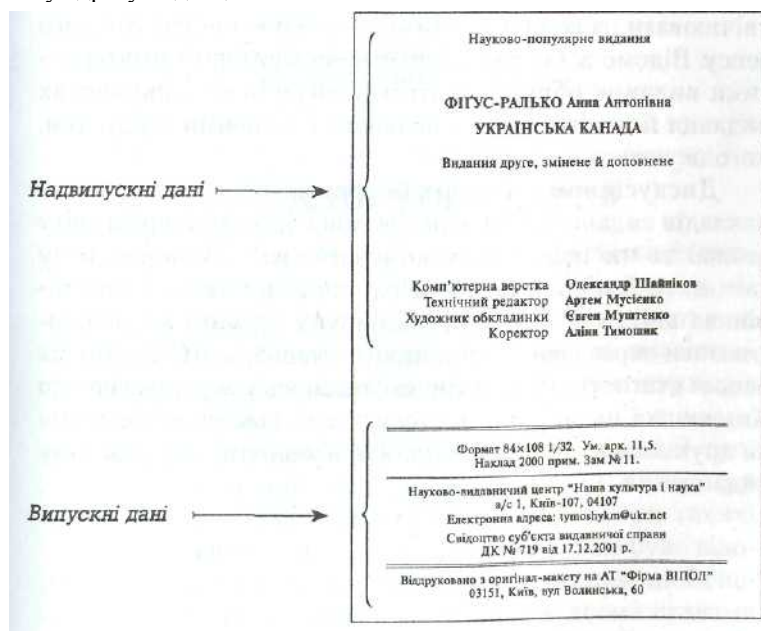 Науково-популярне видання
ФІГУС-РАЛЬКО Анна Антонівна
УКРАЇНСЬКА КАНАДА
Видання друге, змінене й доповнене
Надвипускні дані
Комп'ютерна верстка Олександр Шайніков
Технічний редактор Артем Мусієнко
Художник обкладинки Євген Муштенко
Коректор Аліна Тимошик
Випускні дані
Формат 84×108 1/32. Ум. арк. 11,5.
Наклад 2000 прим. Зам №11.
Науково-видавничий центр "Наша культура і наука"
а/с 1, Київ-107, 04107
Електронна адреса: tymoshykm@ukr.net
Свідоцтво суб'єкта видавничої справи
ДК № 719 від 17.12.2001 р.
Віддруковано з оригінал-макету на АТ "Фірма ВІПОЛ"
03151, Київ, вул Волинська, 60